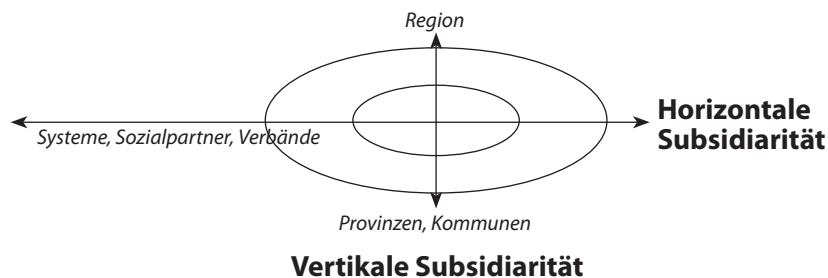 Region
Horizontale
Subsidiarität
Systeme, Sozialpartner, Verbände
Provinzen, Kommunen
Vertikale Subsidiarität